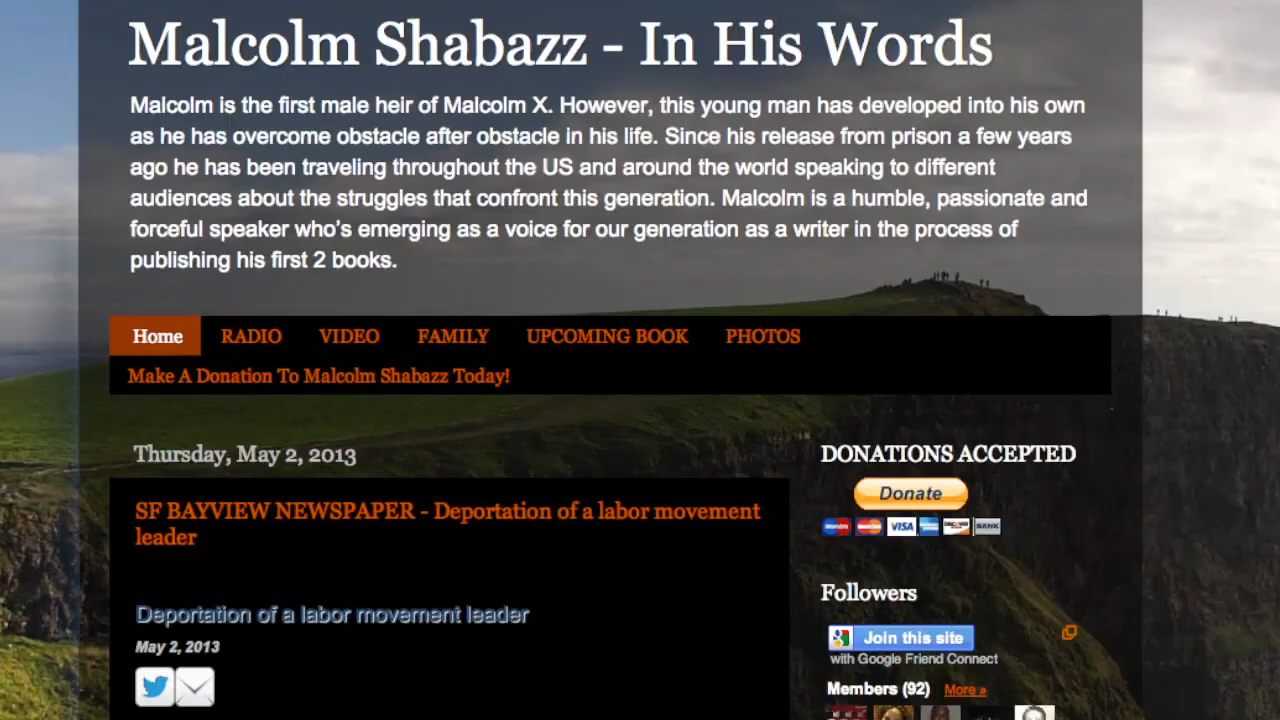 Malcolm Shabazz - In His Words
Malcolm is the first male heir of Malcolm X. However, this young man has developed into his own
as he has overcome obstacle after obstacle in his life. Since his release from prison a few years
ago he has been traveling throughout the US and around the world speaking to different
audiences about the struggles that confront this generation. Malcolm is a humble, passionate and
forceful speaker who's emerging as a voice for our generation as a writer in the process of
publishing his first 2 books.
Home RADIO VIDEO FAMILY UPCOMING BOOK PHOTOS
Make A Donation To Malcolm Shabazz Today!
Thursday, May 2, 2013
SF BAYVIEW NEWSPAPER - Deportation of a labor movement
leader
Deportation of a labor movement leader
May 2, 2013
DONATIONS ACCEPTED
Donate
Maestro VISA DISCOVER BANK
Followers
Join this site
with Google Friend Connect
Members (92) More »